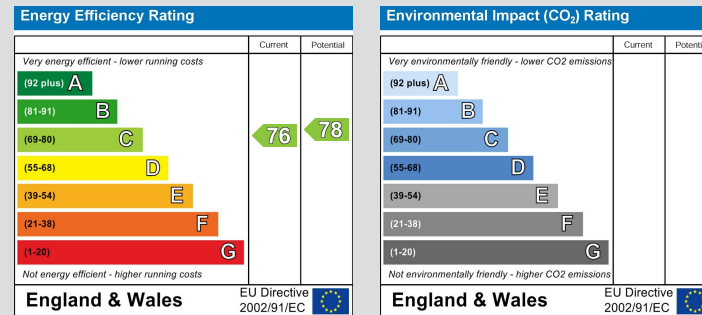 Energy Efficiency Rating
Current Potential
Very energy efficient - lower running costs
(92 plus) A
(81-91) B
(69-80) C
76 78
(55-68) D
(39-54) E
(21-38) F
(1-20) G
Not energy efficient - higher running costs
England & Wales
EU Directive
2002/91/EC
Environmental Impact (CO₂) Rating
Current Potenti
Very environmentally friendly - lower CO2 emissions
(92 plus) A
(81-91) B
(69-80) C
(55-68) D
(39-54) E
(21-38) F
(1-20) G
Not environmentally friendly - higher CO2 emissions
England & Wales
EU Directive
2002/91/EC